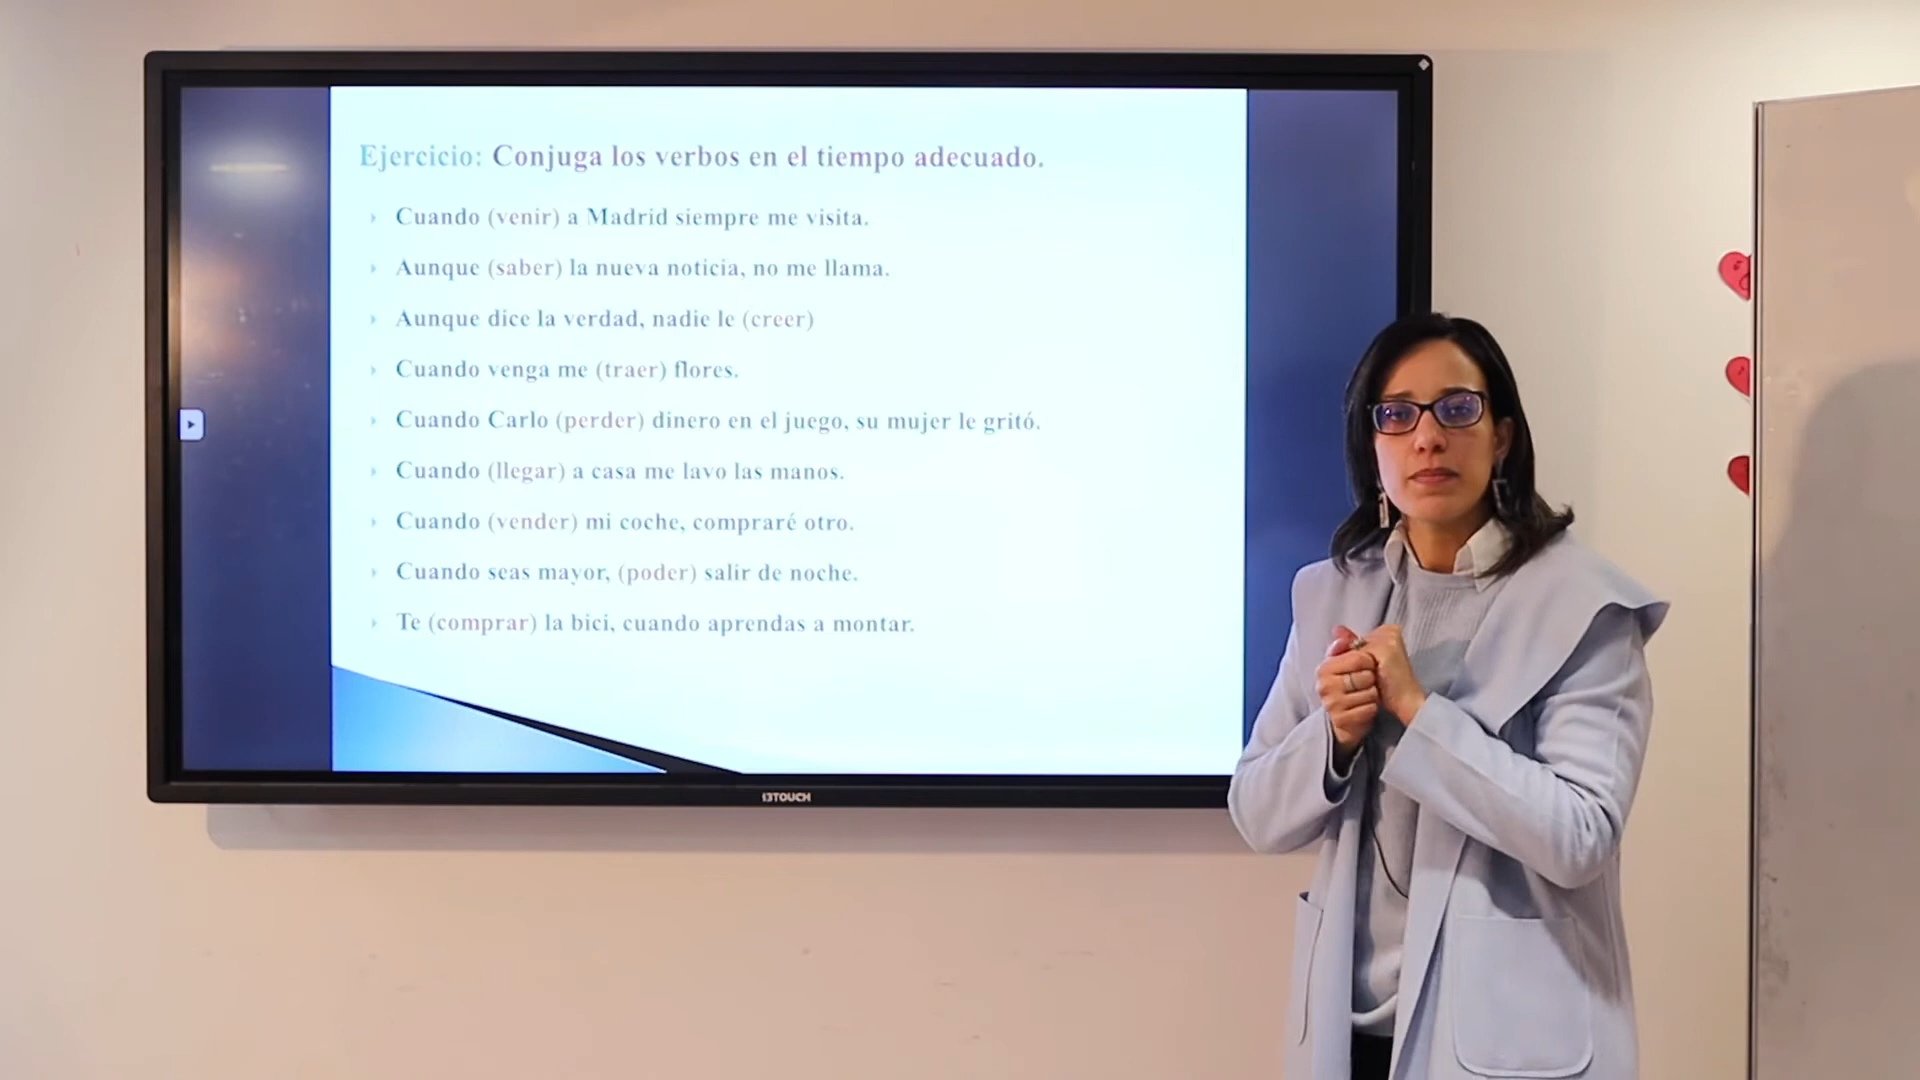 Ejercicio: Conjuga los verbos en el tiempo adecuado.
Cuando (venir) a Madrid siempre me visita.
Aunque (saber) la nueva noticia, no me llama.
Aunque dice la verdad, nadie le (creer)
Cuando venga me (traer) flores.
Cuando Carlo (perder) dinero en el juego, su mujer le gritó.
Cuando (llegar) a casa me lavo las manos.
Cuando (vender) mi coche, compraré otro.
Cuando seas mayor, (poder) salir de noche.
Te (comprar) la bici, cuando aprendas a montar.
i3TOUCH